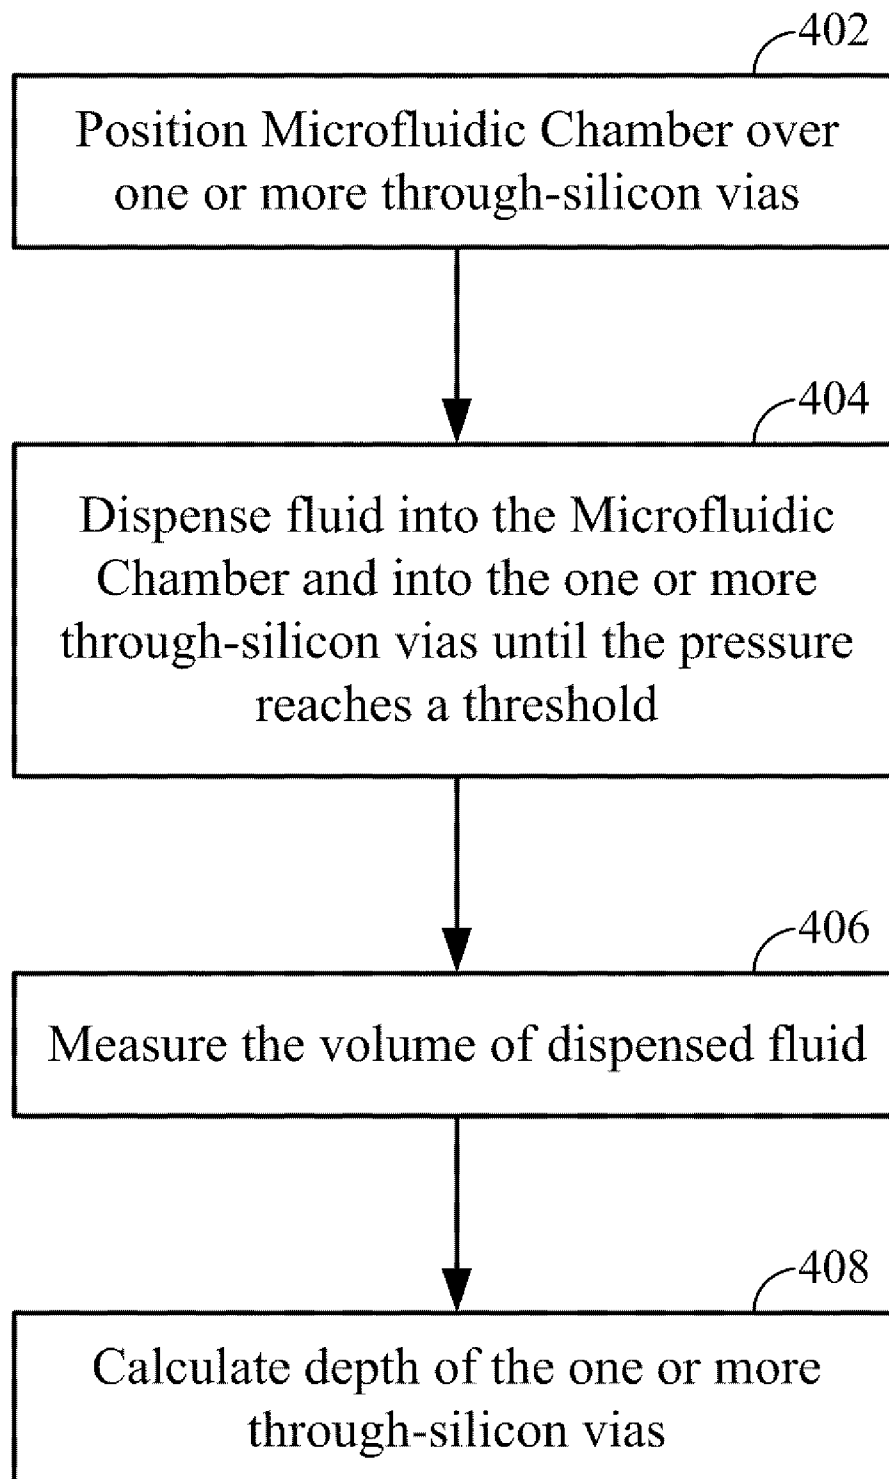 402
Position Microfluidic Chamber over
one or more through-silicon vias
404
Dispense fluid into the Microfluidic
Chamber and into the one or more
through-silicon vias until the pressure
reaches a threshold
406
Measure the volume of dispensed fluid
408
Calculate depth of the one or more
through-silicon vias